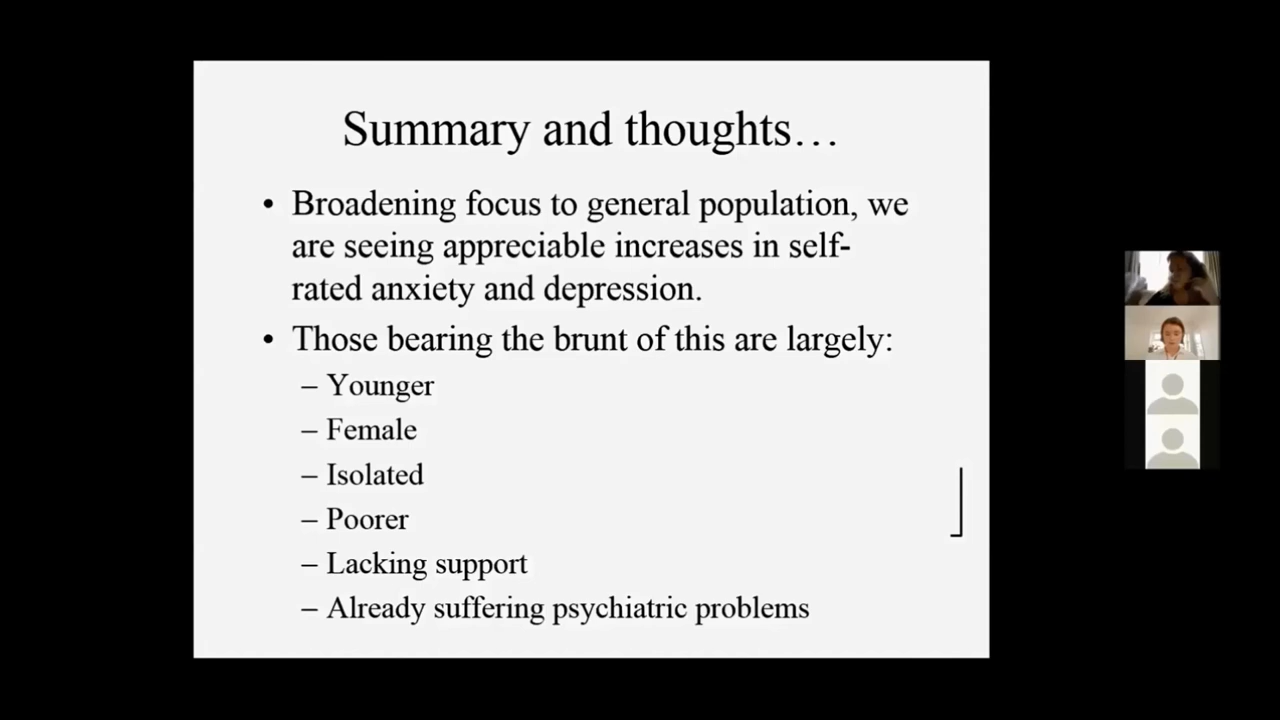 Summary and thoughts…
• Broadening focus to general population, we
are seeing appreciable increases in self-
rated anxiety and depression.
• Those bearing the brunt of this are largely:
– Younger
– Female
– Isolated
– Poorer
– Lacking support
– Already suffering psychiatric problems